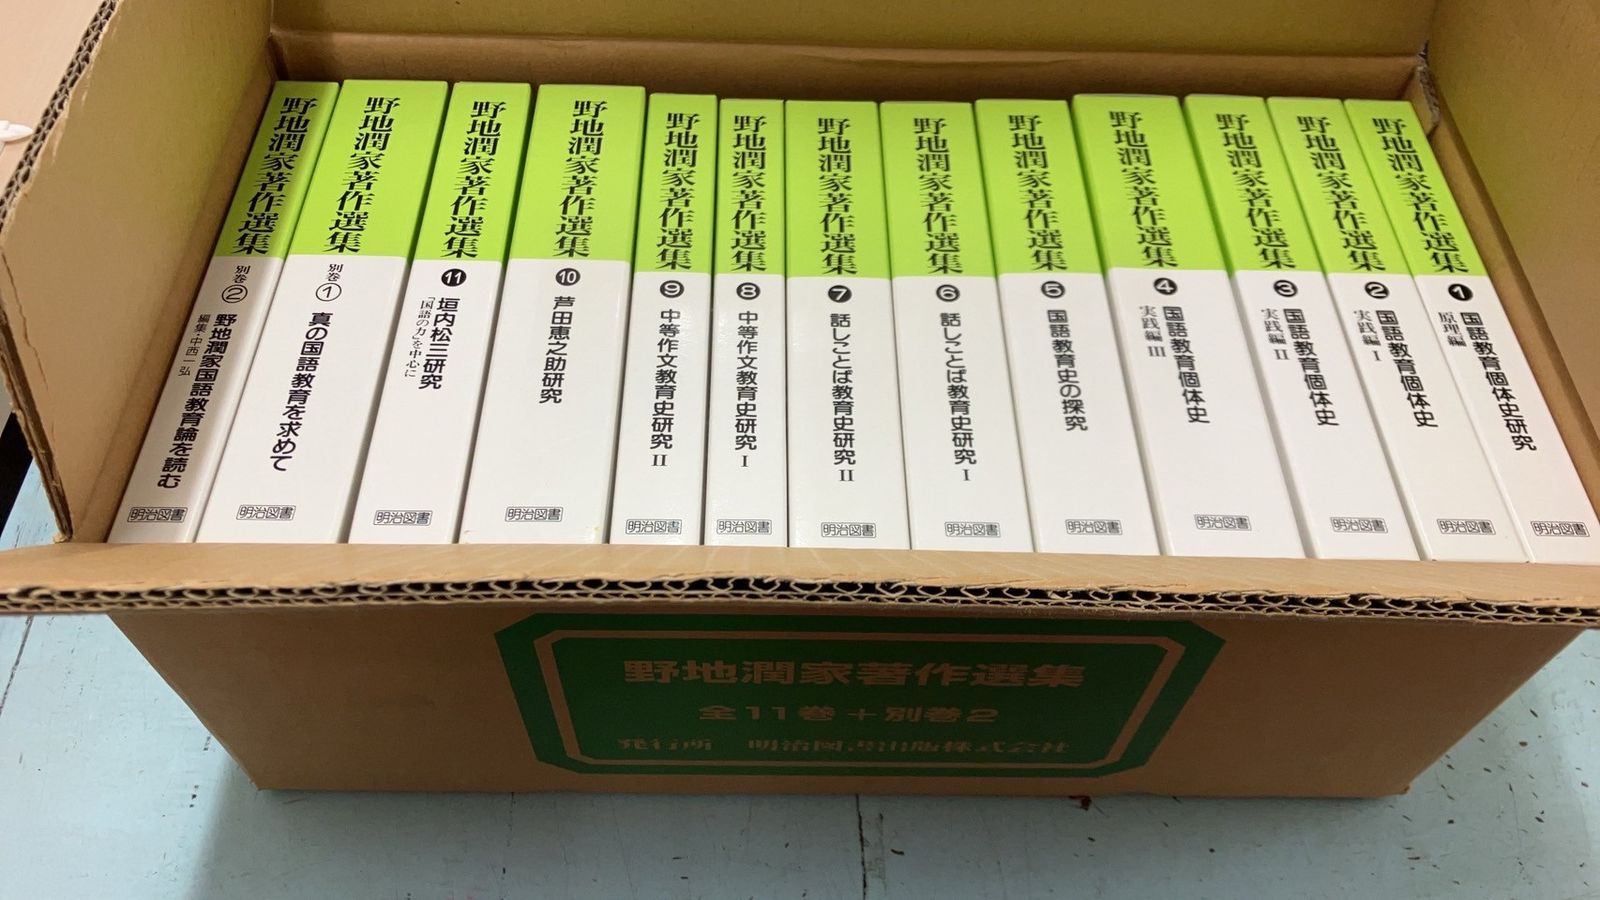 野地潤家著作選集
別巻
②
野地潤家国語教育論を読む
編集・中西一弘
明治図書
野地潤家著作選集
別巻
①
真の国語教育を求めて
明治図書
野地潤家著作選集
⓫
垣内松三研究
「国語の力」を中心に
明治図書
野地潤家著作選集
❿
芦田恵之助研究
明治図書
野地潤家著作選集
❾
中等作文教育史研究 II
明治図書
野地潤家著作選集
❽
中等作文教育史研究 I
明治図書
野地潤家著作選集
❼
話しことば教育史研究 II
明治図書
野地潤家著作選集
❻
話しことば教育史研究 I
明治図書
野地潤家著作選集
❺
国語教育史の探究
明治図書
野地潤家著作選集
❹
国語教育個体史
実践編 III
明治図書
野地潤家著作選集
❸
国語教育個体史
実践編 II
明治図書
野地潤家著作選集
❷
国語教育個体史
実践編 I
明治図書
野地潤家著作選集
❶
国語教育個体史研究
原理編
明治図書
野地潤家著作選集
全11巻+別巻2
発行所 明治図書出版株式会社